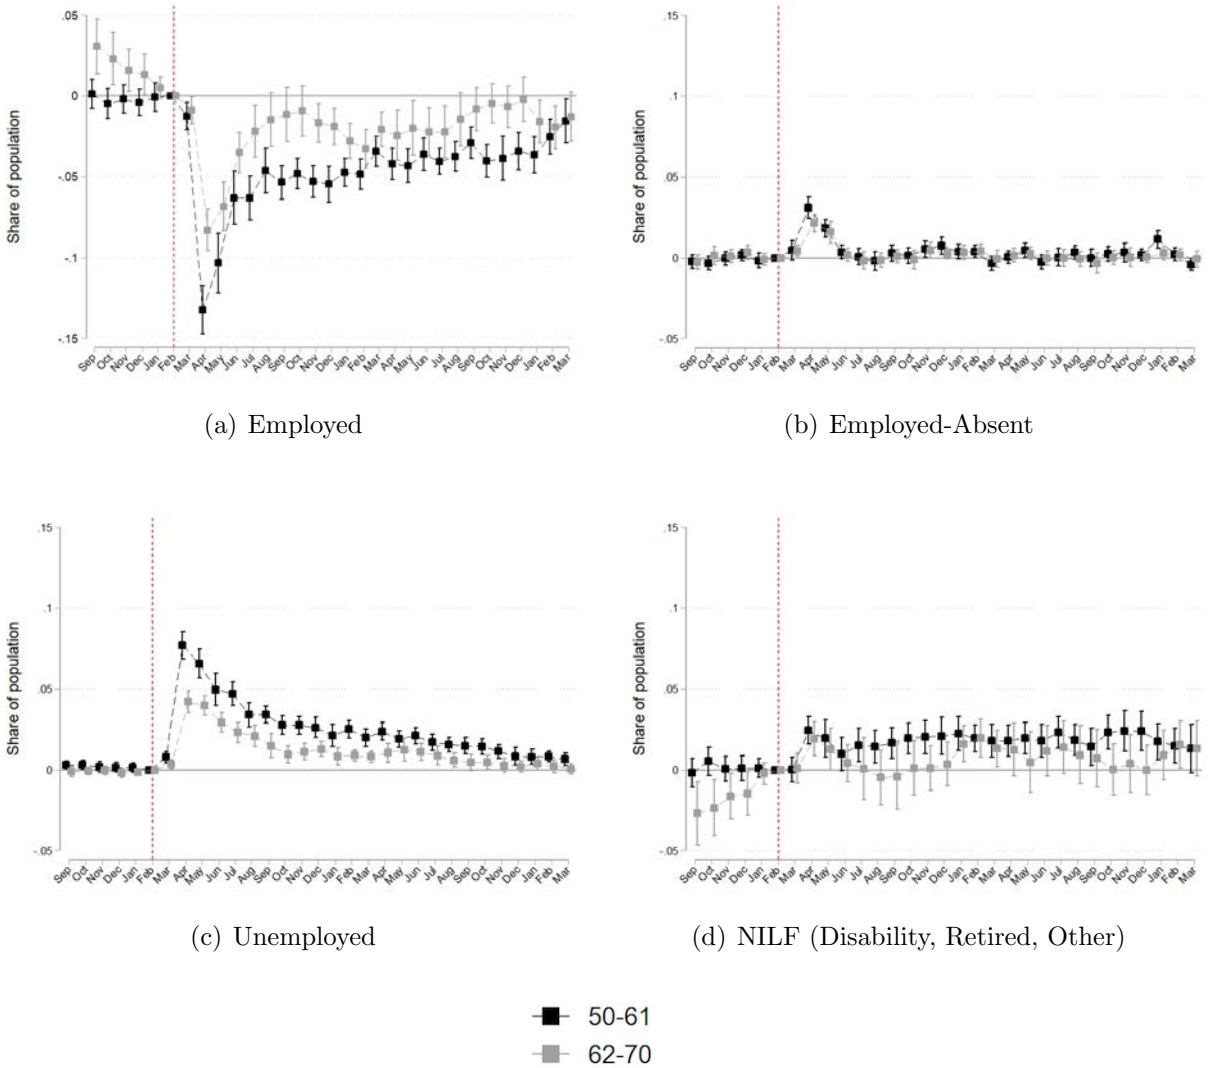 .05
0
-.05
-.1
-.15
Share of population
Sep Oct Nov Dec Jan Feb Mar Apr May Jun Jul Aug Sep Oct Nov Dec Jan Feb Mar Apr May Jun Jul Aug Sep Oct Nov Dec Jan Feb Mar
(a) Employed
.15
.1
.05
0
-.05
Share of population
Sep Oct Nov Dec Jan Feb Mar Apr May Jun Jul Aug Sep Oct Nov Dec Jan Feb Mar Apr May Jun Jul Aug Sep Oct Nov Dec Jan Feb Mar
(b) Employed-Absent
.15
.1
.05
0
-.05
Share of population
Sep Oct Nov Dec Jan Feb Mar Apr May Jun Jul Aug Sep Oct Nov Dec Jan Feb Mar Apr May Jun Jul Aug Sep Oct Nov Dec Jan Feb Mar
(c) Unemployed
.15
.1
.05
0
-.05
Share of population
Sep Oct Nov Dec Jan Feb Mar Apr May Jun Jul Aug Sep Oct Nov Dec Jan Feb Mar Apr May Jun Jul Aug Sep Oct Nov Dec Jan Feb Mar
(d) NILF (Disability, Retired, Other)
50-61
62-70